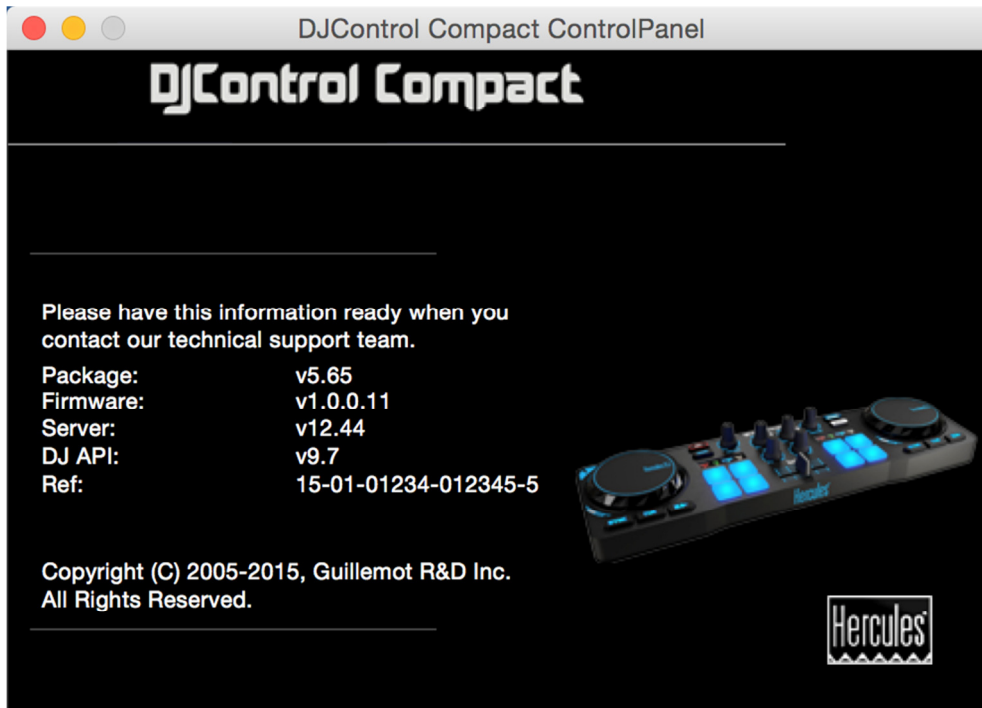 DJControl Compact ControlPanel
DJControl Compact
Please have this information ready when you
contact our technical support team.
Package: v5.65
Firmware: v1.0.0.11
Server: v12.44
DJ API: v9.7
Ref: 15-01-01234-012345-5
Copyright (C) 2005-2015, Guillemot R&D Inc.
All Rights Reserved.
SYNC
Hercules
Hercules